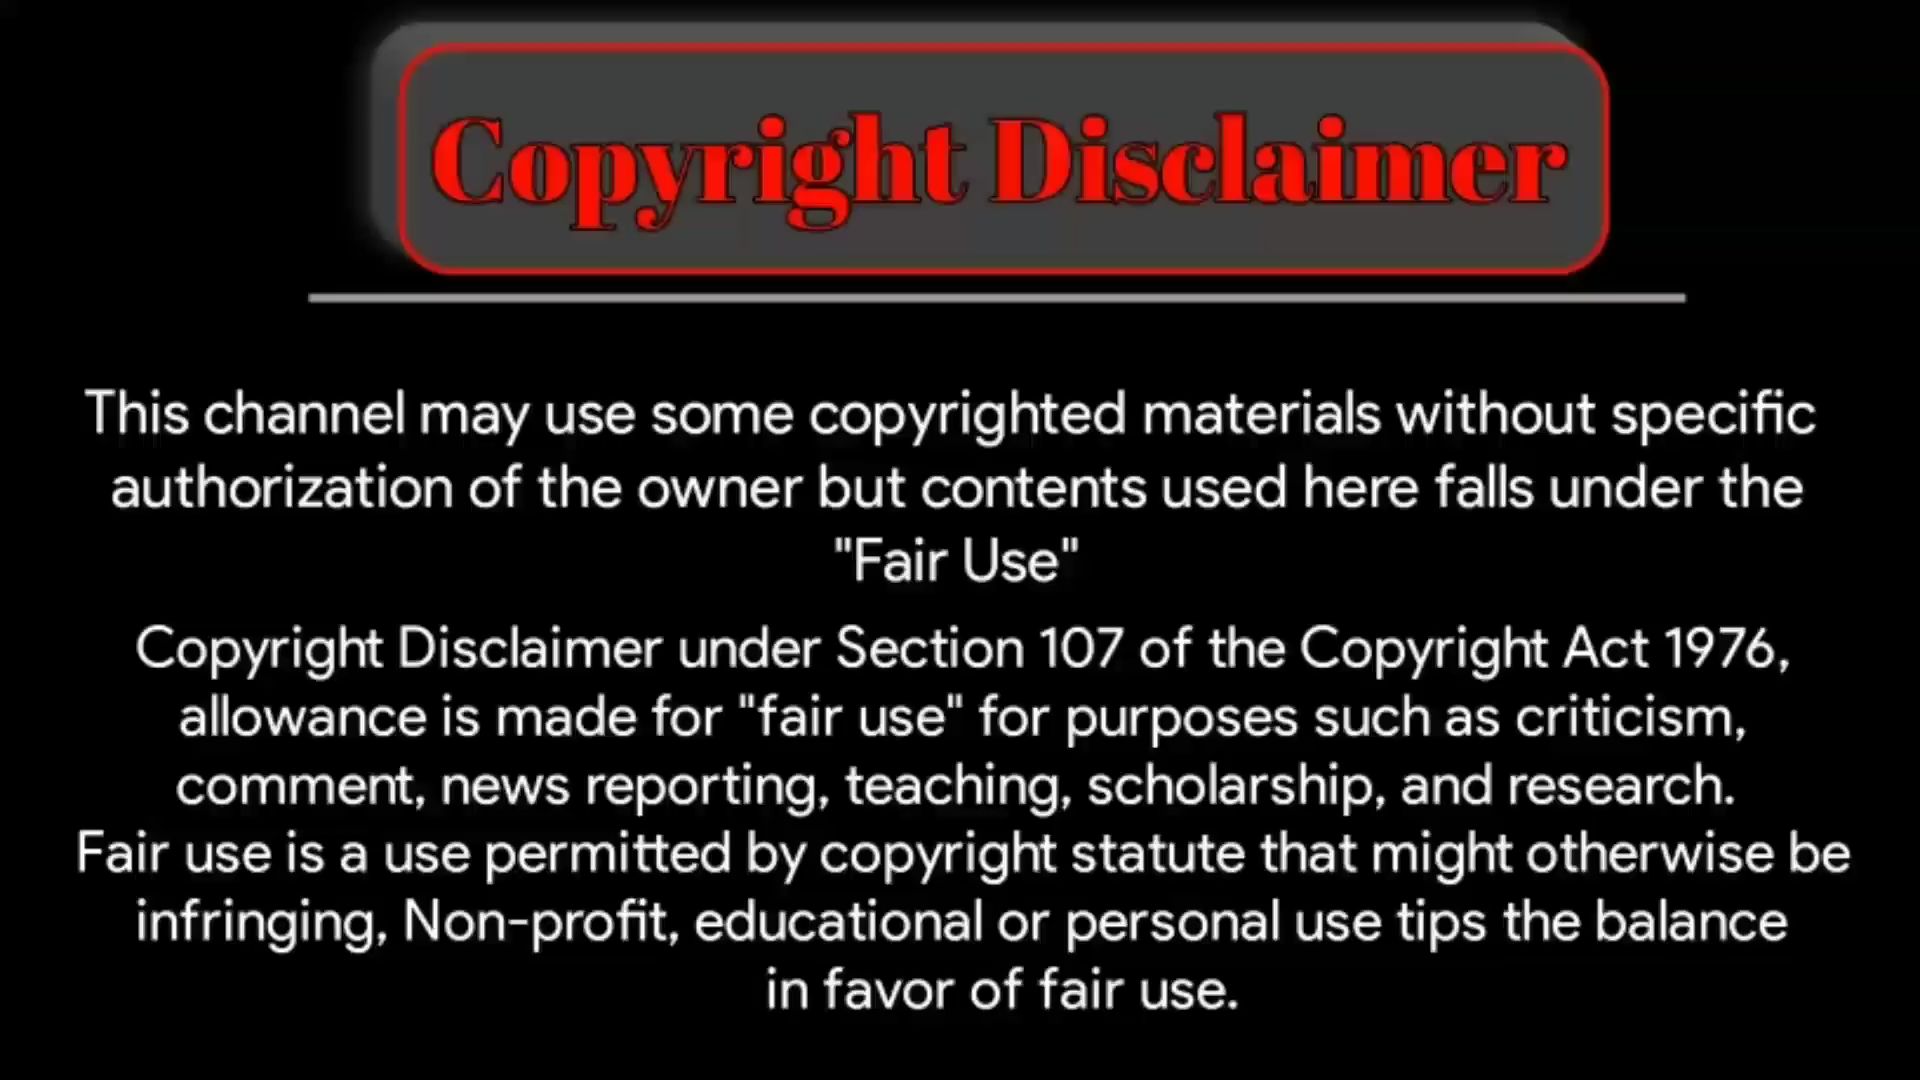 Copyright Disclaimer
This channel may use some copyrighted materials without specific
authorization of the owner but contents used here falls under the
"Fair Use"
Copyright Disclaimer under Section 107 of the Copyright Act 1976,
allowance is made for "fair use" for purposes such as criticism,
comment, news reporting, teaching, scholarship, and research.
Fair use is a use permitted by copyright statute that might otherwise be
infringing, Non-profit, educational or personal use tips the balance
in favor of fair use.